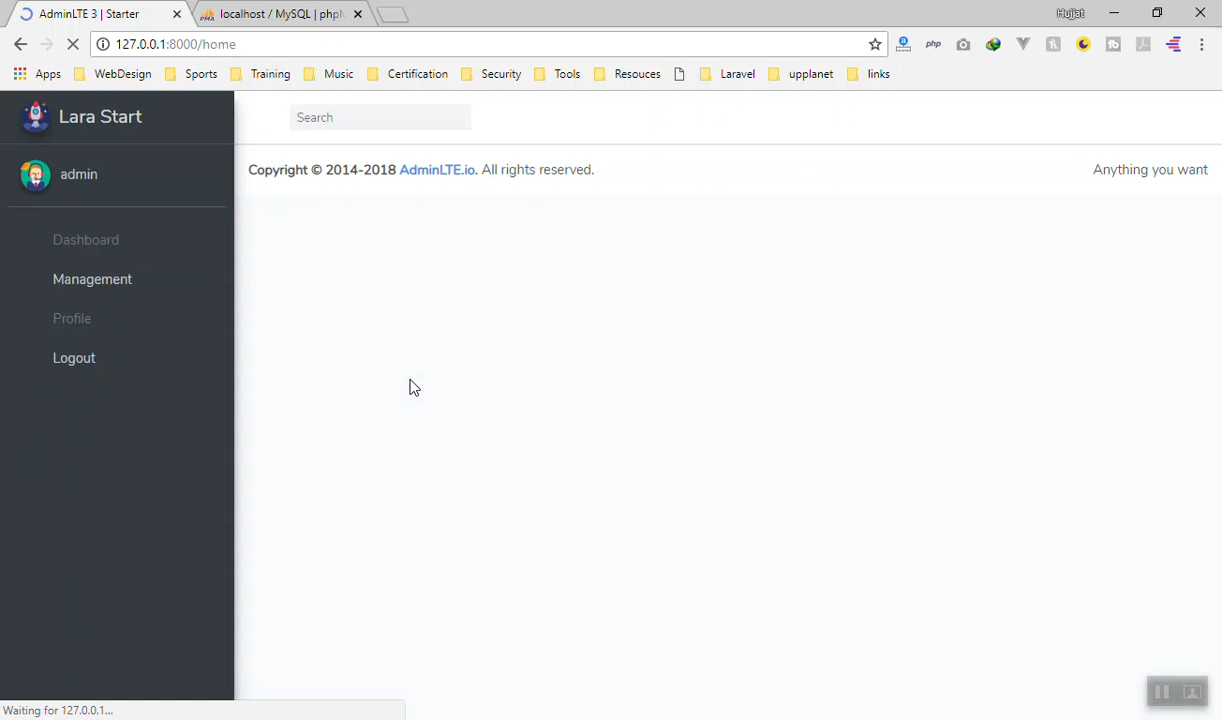 AdminLTE 3 | Starter
localhost / MySQL | php
Hujjat
127.0.0.1:8000/home
php
Apps WebDesign Sports Training Music Certification Security Tools Resouces Laravel upplanet links
Lara Start
Search
Copyright © 2014-2018 AdminLTE.io. All rights reserved.
Anything you want
admin
Dashboard
Management
Profile
Logout
Waiting for 127.0.0.1...